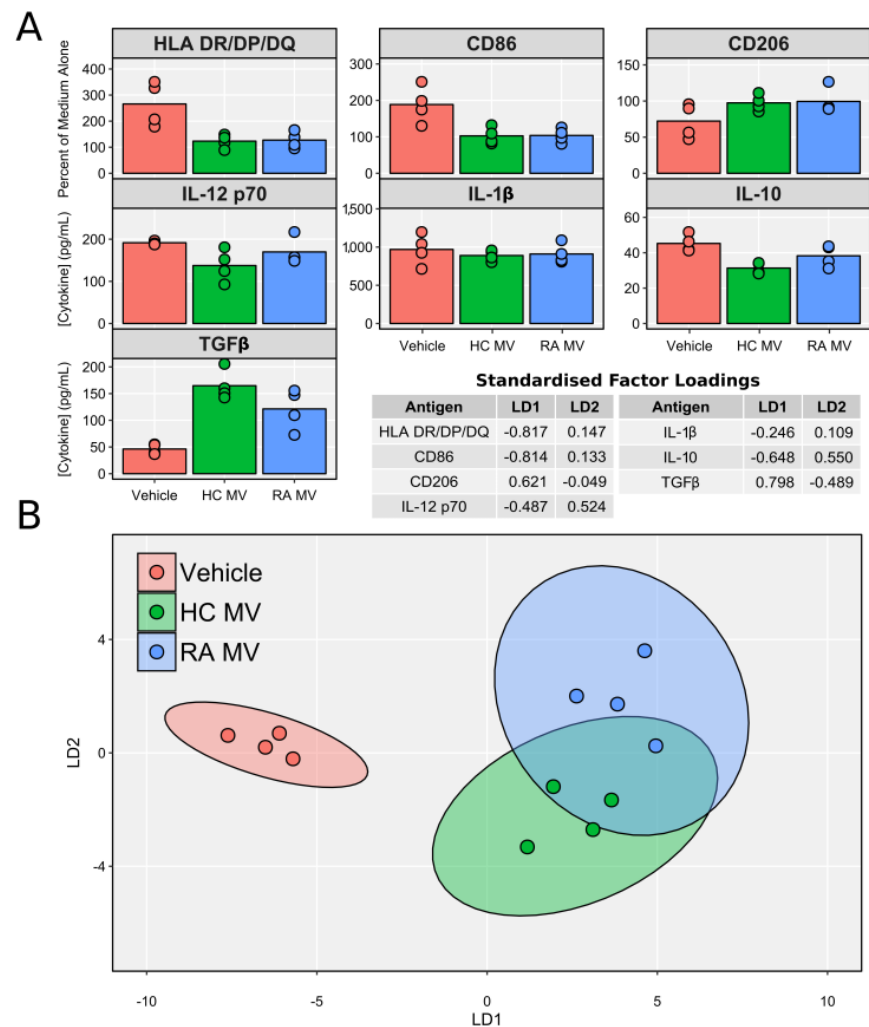 A
HLA DR/DP/DQ
CD86
CD206
Percent of Medium Alone
400
300
200
100
0
300
200
100
0
150
100
50
0
IL-12 p70
IL-1β
IL-10
[Cytokine] (pg/mL)
200
100
0
1,500
1,000
500
0
60
40
20
0
Vehicle HC MV RA MV
Vehicle HC MV RA MV
TGFβ
[Cytokine] (pg/mL)
200
150
100
50
0
Vehicle HC MV RA MV
Standardised Factor Loadings
Antigen LD1 LD2 Antigen LD1 LD2
HLA DR/DP/DQ -0.817 0.147 IL-1β -0.246 0.109
CD86 -0.814 0.133 IL-10 -0.648 0.550
CD206 0.621 -0.049 TGFβ 0.798 -0.489
IL-12 p70 -0.487 0.524
B
Vehicle
HC MV
RA MV
LD2
4
0
-4
-10 -5 0 5 10
LD1